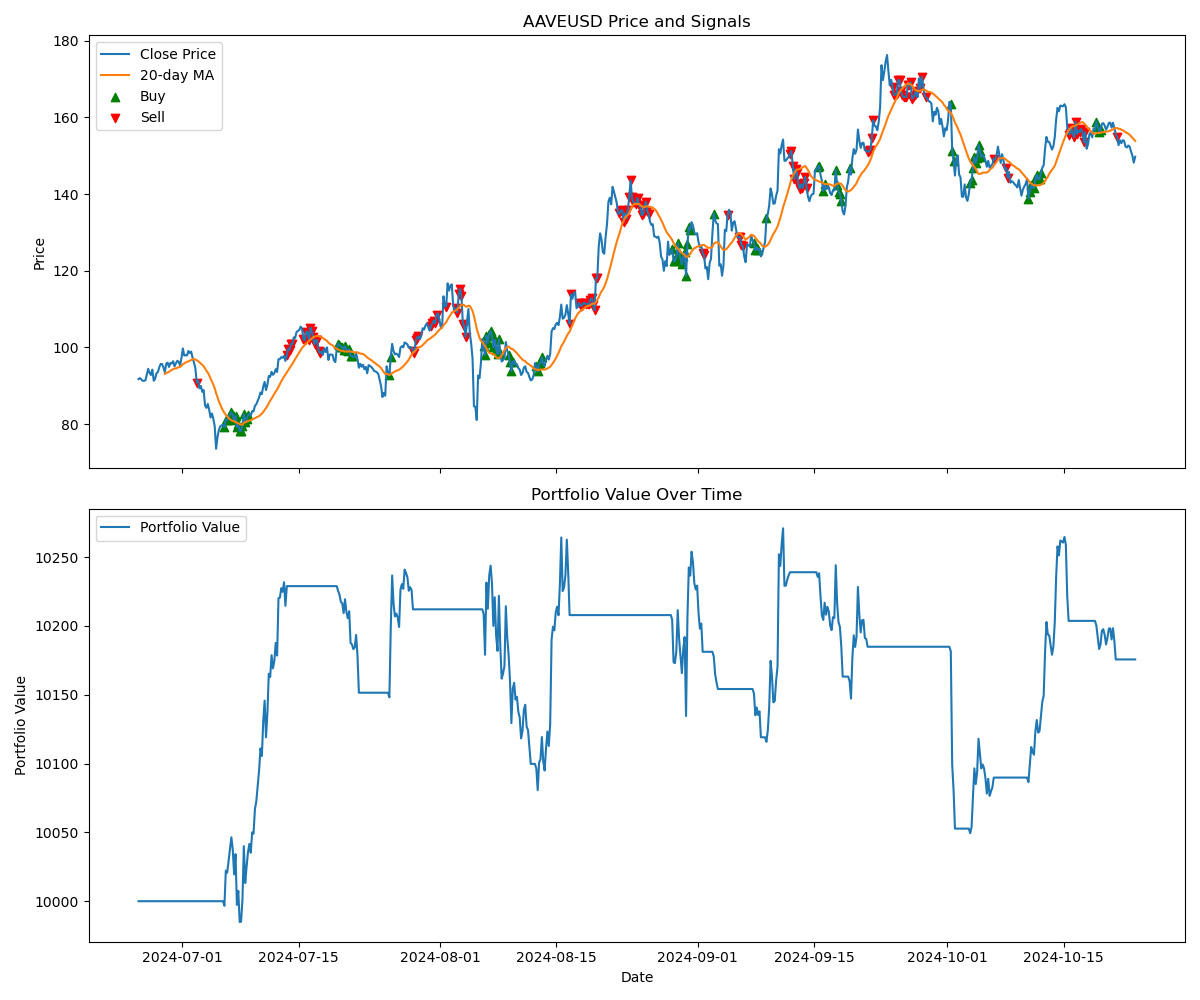 AAVEUSD Price and Signals
Close Price
20-day MA
Buy
Sell
Price
180
160
140
120
100
80
Portfolio Value Over Time
Portfolio Value
Portfolio Value
10250
10200
10150
10100
10050
10000
2024-07-01
2024-07-15
2024-08-01
2024-08-15
2024-09-01
2024-09-15
2024-10-01
2024-10-15
Date